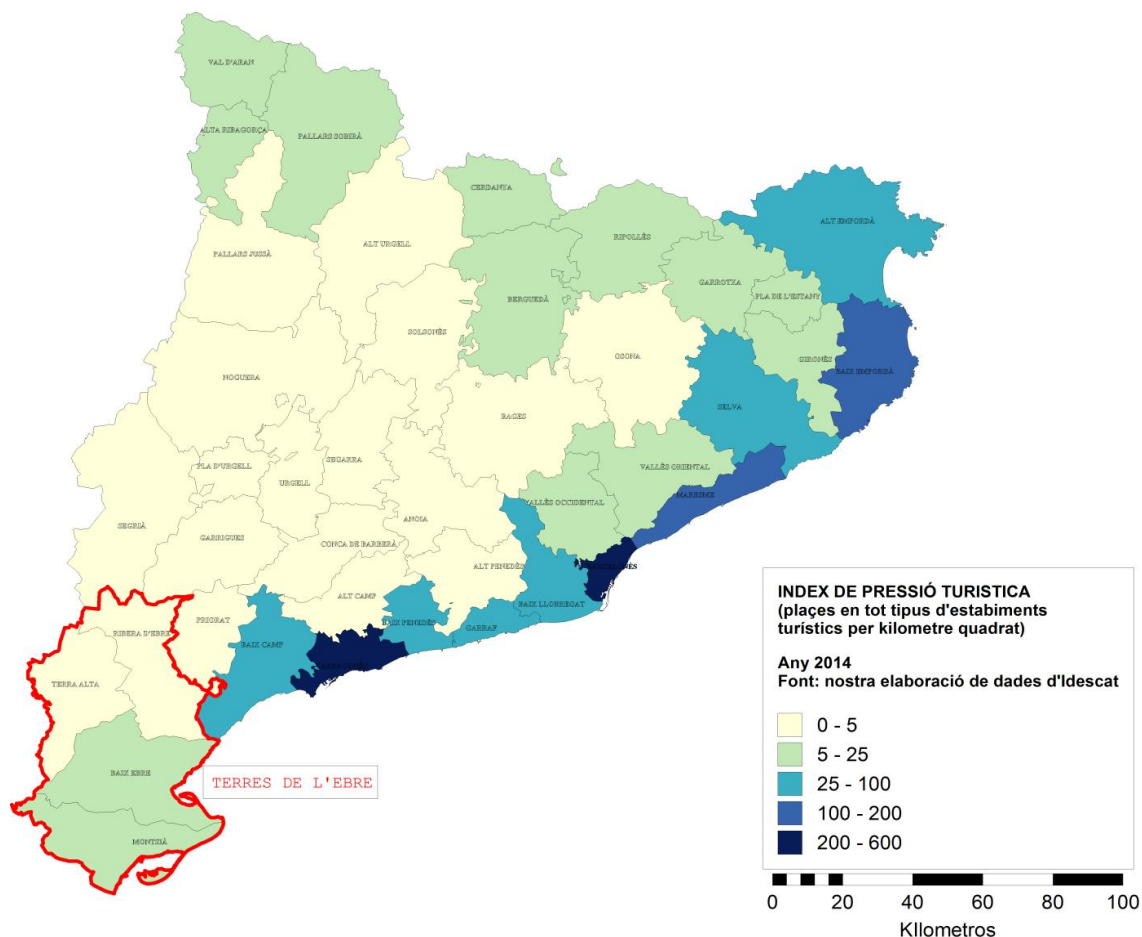 VAL D'ARAN
ALTA RIBAGORÇA
PALLARS SOBIRÀ
CERDANYA
RIPOLLÈS
ALT EMPORDÀ
PALLARS JUSSÀ
ALT URGELL
GARROTXA
PLA DE L'ESTANY
BERGUEDÀ
SOLSONÈS
OSONA
GIRONÈS
BAIX EMPORDÀ
NOGUERA
SELVA
BAGES
PLA D'URGELL
SEGARRA
URGELL
VALLÈS ORIENTAL
MARESME
VALLÈS OCCIDENTAL
SEGRIÀ
ANOIA
GARRIGUES
CONCA DE BARBERÀ
ALT PENEDÈS
ALT CAMP
BAIX LLOBREGAT
PRIORAT
BAIX PENEDÈS
GARRAF
RIBERA D'EBRE
BAIX CAMP
TERRA ALTA
BAIX EBRE
TERRES DE L'EBRE
MONTSIÀ
INDEX DE PRESSIÓ TURISTICA
(plaçes en tot tipus d'estabiments
turístics per kilometre quadrat)
Any 2014
Font: nostra elaboració de dades d'Idescat
0 - 5
5 - 25
25 - 100
100 - 200
200 - 600
0 20 40 60 80 100
KIlometros